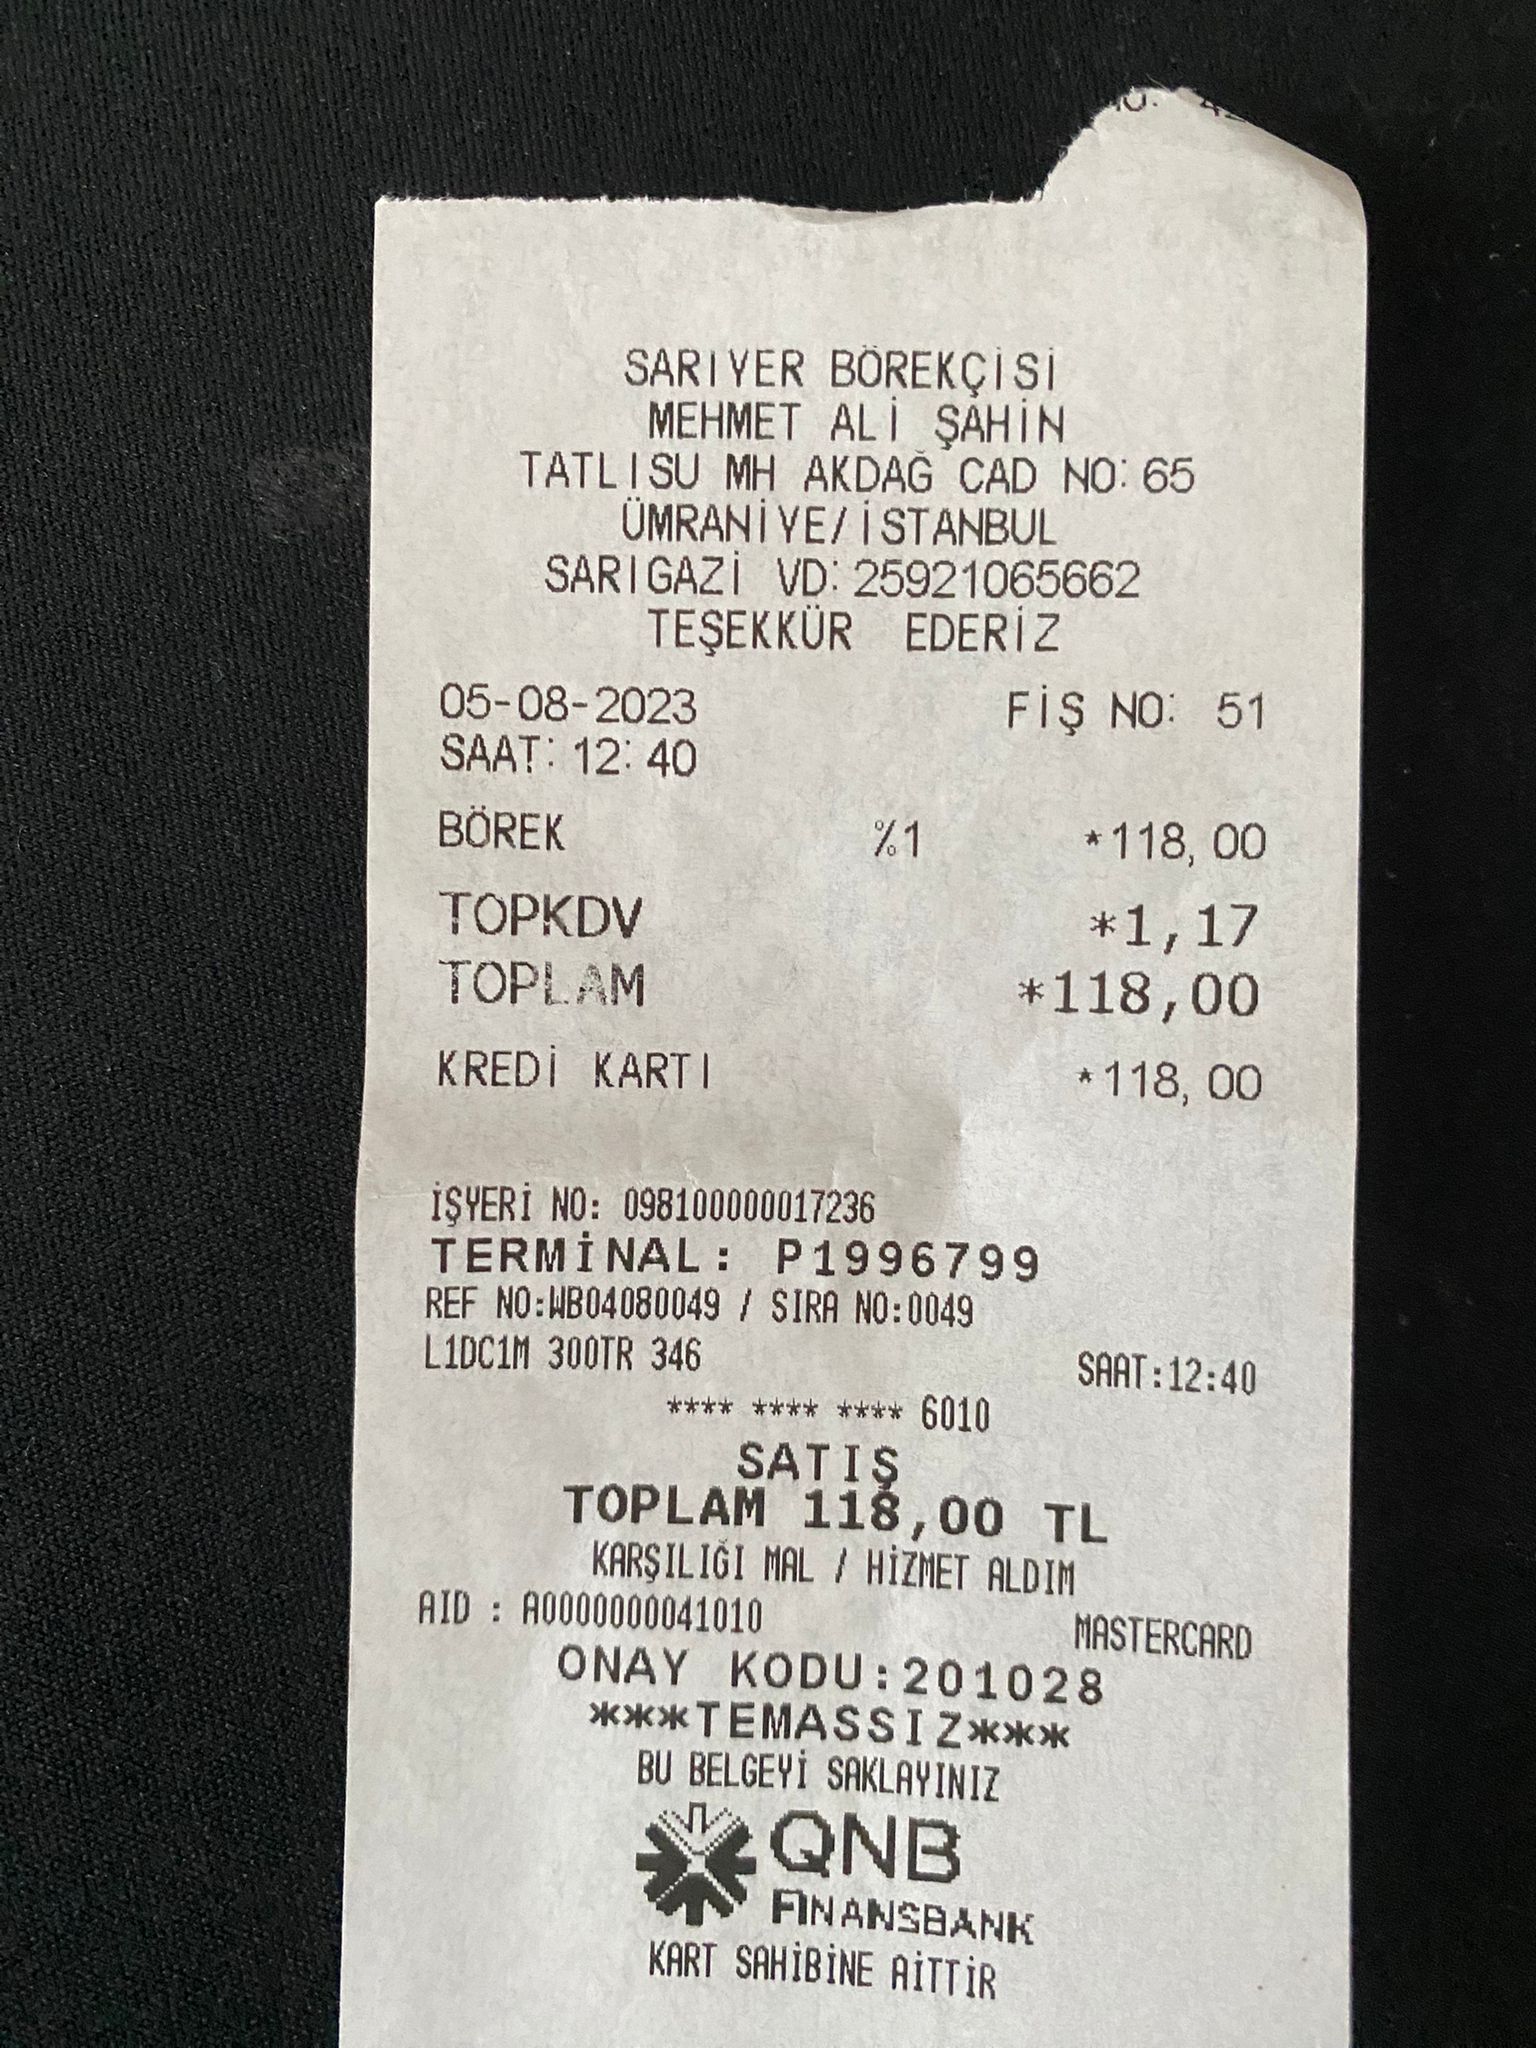 SARIYER BÖREKÇİSİ
MEHMET ALİ ŞAHİN
TATLISU MH AKDAĞ CAD NO:65
ÜMRANİYE/İSTANBUL
SARIGAZİ VD:25921065662
TEŞEKKÜR EDERİZ
05-08-2023 FİŞ NO: 51
SAAT: 12:40
BÖREK %1 *118,00
TOPKDV *1,17
TOPLAM *118,00
KREDİ KARTI *118,00
İŞYERİ NO: 098100000017236
TERMİNAL: P1996799
REF NO:WB04080049 / SIRA NO:0049
L1DC1M 300TR 346 SAAT:12:40
**** **** **** 6010
SATIŞ
TOPLAM 118,00 TL
KARŞILIĞI MAL / HİZMET ALDIM
AID : A0000000041010 MASTERCARD
ONAY KODU:201028
***TEMASSIZ***
BU BELGEYİ SAKLAYINIZ
QNB
FINANSBANK
KART SAHİBİNE AİTTİR